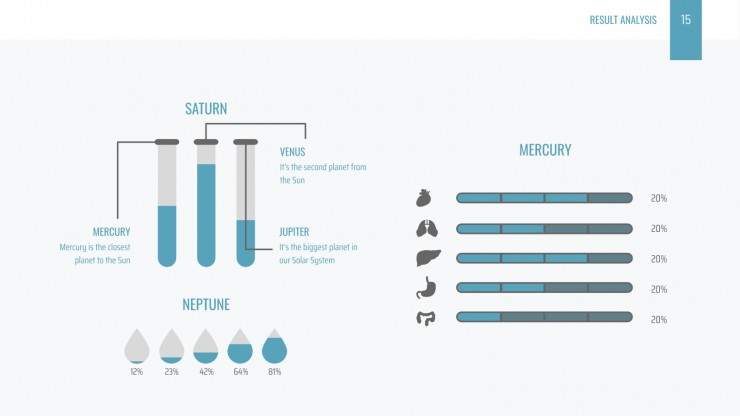 RESULT ANALYSIS
15
SATURN
VENUS
It's the second planet from
the Sun
MERCURY
Mercury is the closest
planet to the Sun
JUPITER
It's the biggest planet in
our Solar System
NEPTUNE
12%
23%
42%
64%
81%
MERCURY
20%
20%
20%
20%
20%